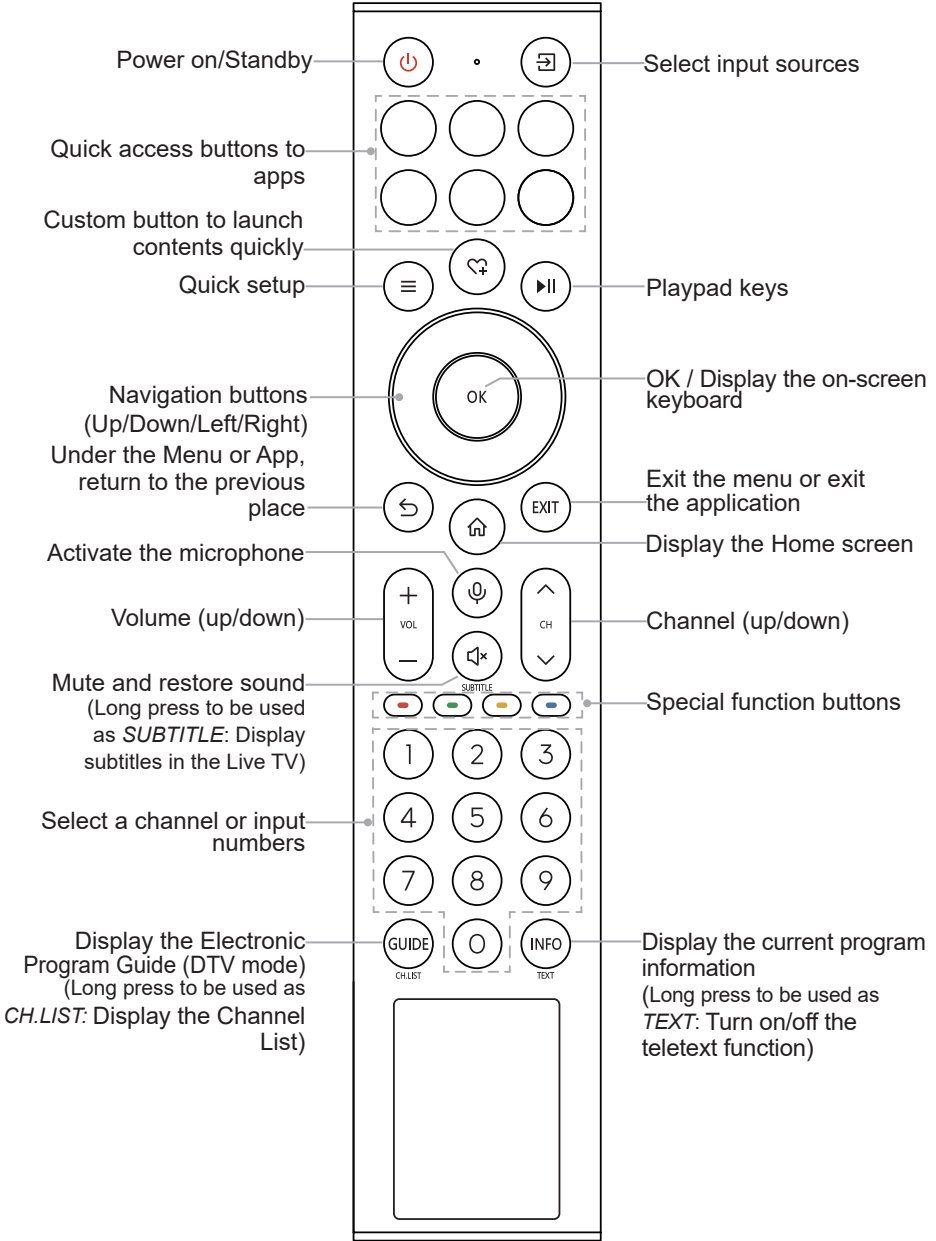 Power on/Standby
Select input sources
Quick access buttons to
apps
Custom button to launch
contents quickly
Quick setup
Playpad keys
Navigation buttons
(Up/Down/Left/Right)
OK
OK / Display the on-screen
keyboard
Under the Menu or App,
return to the previous
place
EXIT
Exit the menu or exit
the application
Display the Home screen
Activate the microphone
Volume (up/down)
+
VOL
—
CH
Channel (up/down)
Mute and restore sound
(Long press to be used
as SUBTITLE: Display
subtitles in the Live TV)
SUBTITLE
Special function buttons
1 2 3
Select a channel or input
numbers
4 5 6
7 8 9
Display the Electronic
Program Guide (DTV mode)
(Long press to be used as
CH.LIST: Display the Channel
List)
GUIDE 0 INFO
CH.LIST TEXT
Display the current program
information
(Long press to be used as
TEXT: Turn on/off the
teletext function)